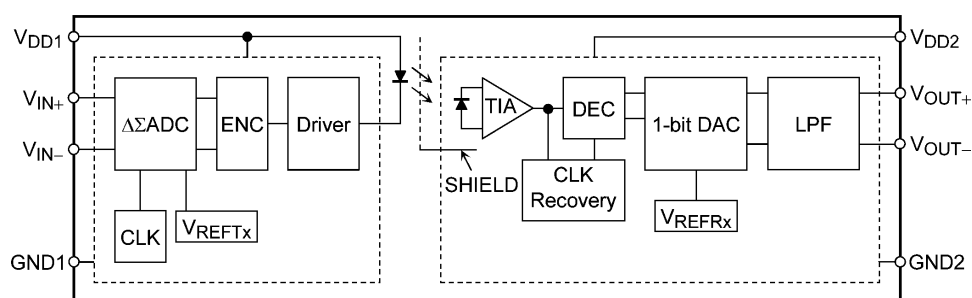 VDD1
VDD2
VIN+
VIN−
ΔΣADC
ENC
Driver
TIA
DEC
1-bit DAC
LPF
VOUT+
VOUT−
SHIELD
CLK
Recovery
CLK
VREFTx
VREFRx
GND1
GND2